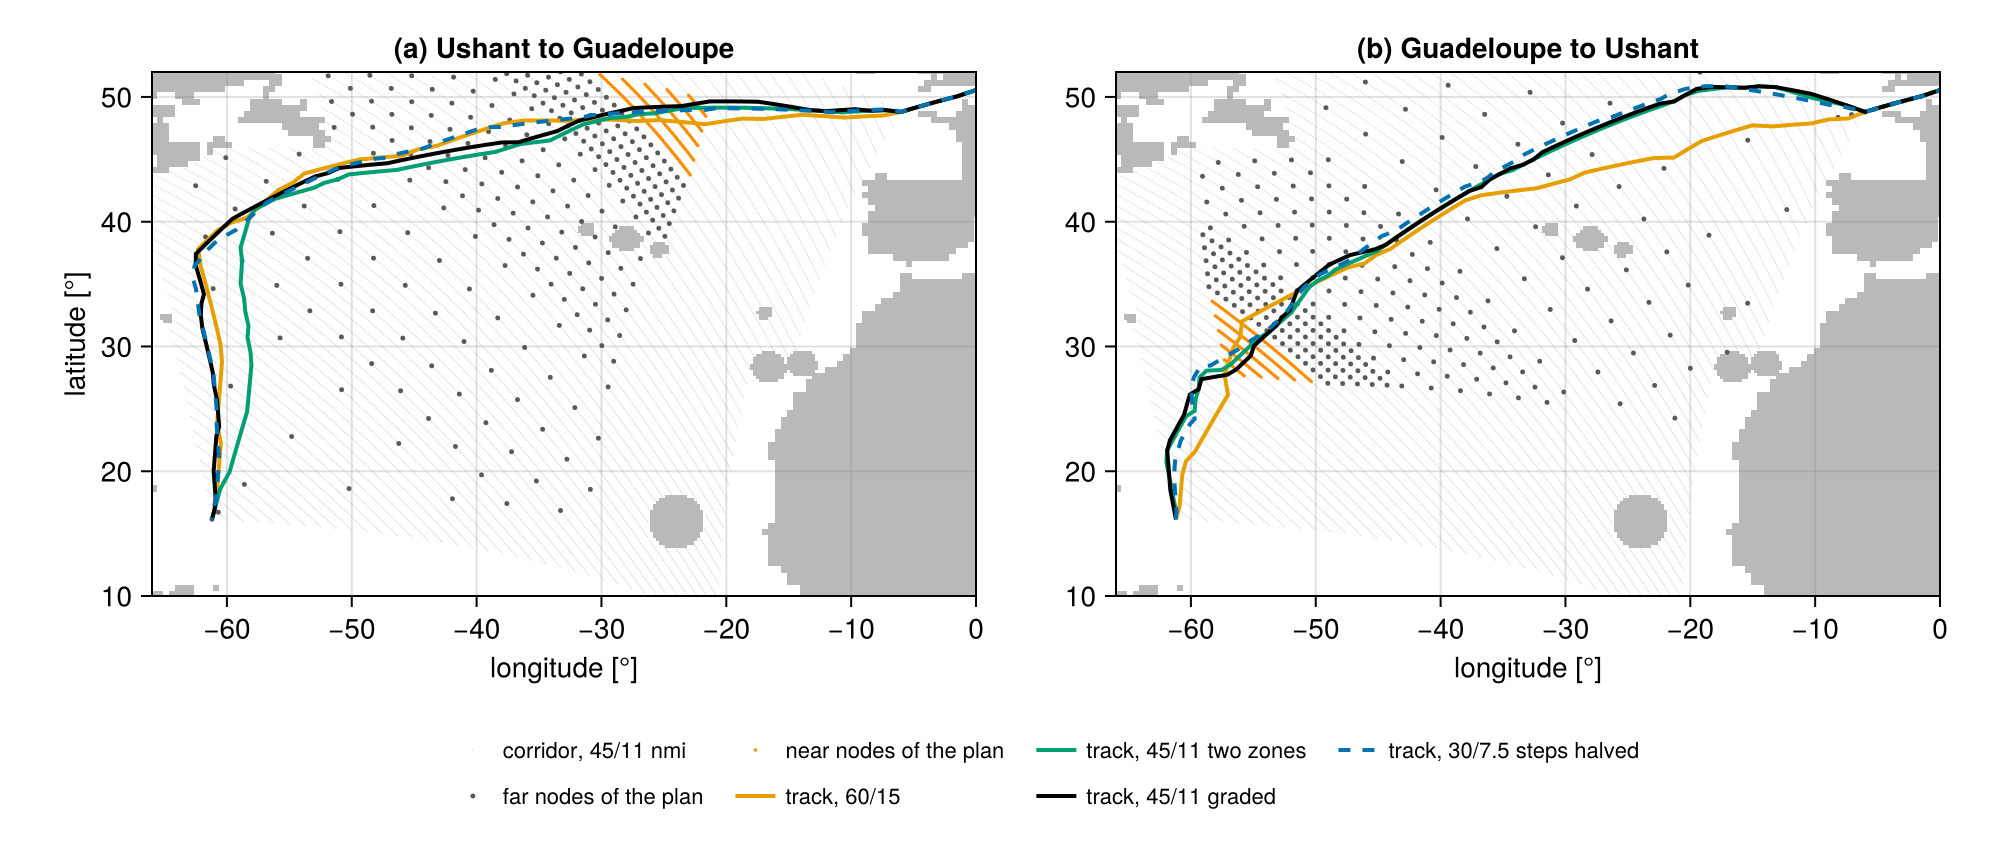 (a) Ushant to Guadeloupe
(b) Guadeloupe to Ushant
latitude [°]
50
40
30
20
10
−60
−50
−40
−30
−20
−10
0
longitude [°]
50
40
30
20
10
−60
−50
−40
−30
−20
−10
0
longitude [°]
corridor, 45/11 nmi
near nodes of the plan
track, 45/11 two zones
track, 30/7.5 steps halved
far nodes of the plan
track, 60/15
track, 45/11 graded